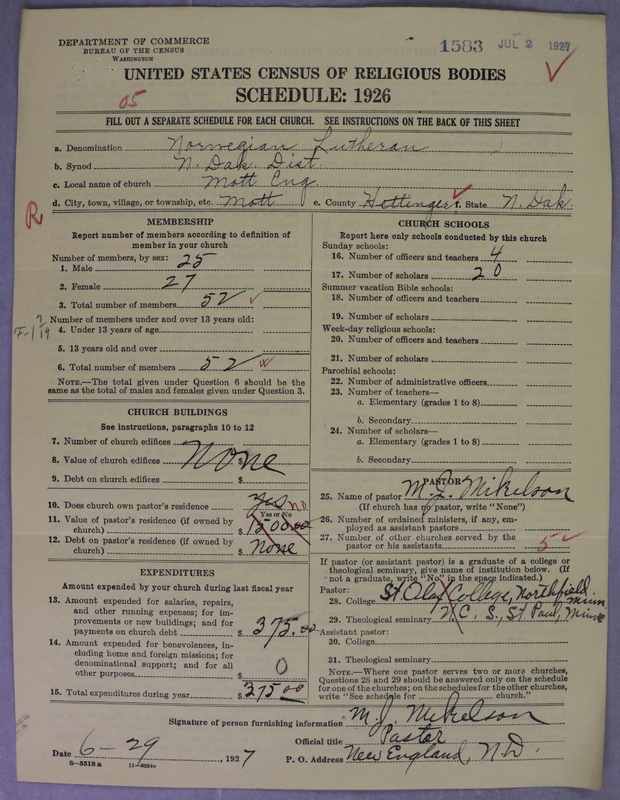 DEPARTMENT OF COMMERCE
BUREAU OF THE CENSUS
WASHINGTON
1583 JUL 2 1927
UNITED STATES CENSUS OF RELIGIOUS BODIES
SCHEDULE: 1926
05
FILL OUT A SEPARATE SCHEDULE FOR EACH CHURCH. SEE INSTRUCTIONS ON THE BACK OF THIS SHEET
a. Denomination Norwegian Lutheran
b. Synod N. Dak. Dist.
c. Local name of church Mott Eng.
d. City, town, village, or township, etc. Mott e. County Hettinger f. State N. Dak.
R
MEMBERSHIP
Report number of members according to definition of
member in your church
Number of members, by sex:
1. Male 25
2. Female 27
3. Total number of members 52
Number of members under and over 13 years old:
4. Under 13 years of age
5. 13 years old and over
6. Total number of members 52
NOTE.—The total given under Question 6 should be the
same as the total of males and females given under Question 3.
CHURCH BUILDINGS
See instructions, paragraphs 10 to 12
7. Number of church edifices
8. Value of church edifices $ None
9. Debt on church edifices $
10. Does church own pastor's residence yes no
Yes or No
11. Value of pastor's residence (if owned by
church) $ 1500.00
12. Debt on pastor's residence (if owned by
church) $ None
EXPENDITURES
Amount expended by your church during last fiscal year
13. Amount expended for salaries, repairs,
and other running expenses; for im-
provements or new buildings; and for
payments on church debt $ 375.00
14. Amount expended for benevolences, in-
cluding home and foreign missions; for
denominational support; and for all
other purposes $ 0
15. Total expenditures during year $ 375.00
CHURCH SCHOOLS
Report here only schools conducted by this church
Sunday schools:
16. Number of officers and teachers 4
17. Number of scholars 20
Summer vacation Bible schools:
18. Number of officers and teachers
19. Number of scholars
Week-day religious schools:
20. Number of officers and teachers
21. Number of scholars
Parochial schools:
22. Number of administrative officers
23. Number of teachers—
a. Elementary (grades 1 to 8)
b. Secondary
24. Number of scholars—
a. Elementary (grades 1 to 8)
b. Secondary
PASTOR
25. Name of pastor M. J. Mikelson
(If church has no pastor, write "None")
26. Number of ordained ministers, if any, em-
ployed as assistant pastors
27. Number of other churches served by the
pastor or his assistants 5
If pastor (or assistant pastor) is a graduate of a college or
theological seminary, give name of institution below. (If
not a graduate, write "No" in the space indicated.)
Pastor:
28. College St Olaf College, Northfield Minn
29. Theological seminary N. C. S., St. Paul, Minn
Assistant pastor:
30. College
31. Theological seminary
NOTE.—Where one pastor serves two or more churches,
Questions 28 and 29 should be answered only on the schedule
for one of the churches; on the schedules for the other churches,
write "See schedule for church."
Signature of person furnishing information M. J. Mikelson
Official title Pastor
Date 6-29, 1927 P. O. Address New England, N.D.
8-5518 a